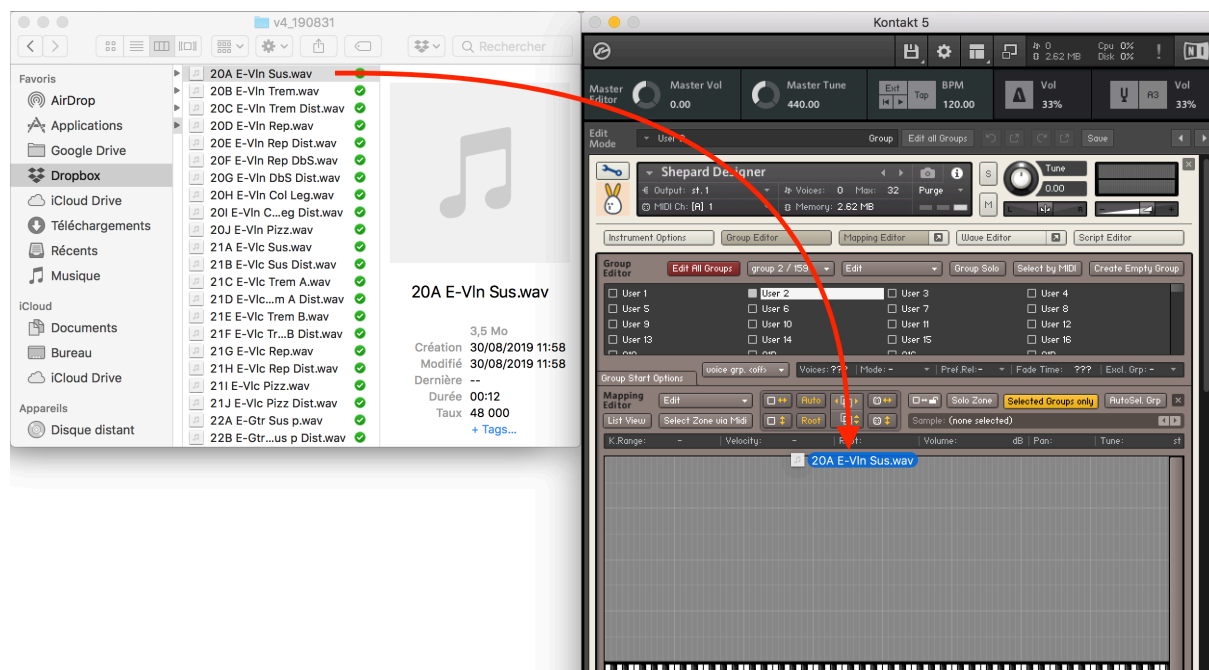 v4_190831
Rechercher
Favoris
AirDrop
Applications
Google Drive
Dropbox
iCloud Drive
Téléchargements
Récents
Musique
iCloud
Documents
Bureau
iCloud Drive
Appareils
Disque distant
20A E-Vln Sus.wav
20B E-Vln Trem.wav
20C E-Vln Trem Dist.wav
20D E-Vln Rep.wav
20E E-Vln Rep Dist.wav
20F E-Vln Rep DbS.wav
20G E-Vln DbS Dist.wav
20H E-Vln Col Leg.wav
20I E-Vln C...eg Dist.wav
20J E-Vln Pizz.wav
21A E-Vlc Sus.wav
21B E-Vlc Sus Dist.wav
21C E-Vlc Trem A.wav
21D E-Vlc...m A Dist.wav
21E E-Vlc Trem B.wav
21F E-Vlc Tr...B Dist.wav
21G E-Vlc Rep.wav
21H E-Vlc Rep Dist.wav
21I E-Vlc Pizz.wav
21J E-Vlc Pizz Dist.wav
22A E-Gtr Sus p.wav
22B E-Gtr...us p Dist.wav
20A E-Vln Sus.wav
3,5 Mo
Création 30/08/2019 11:58
Modifié 30/08/2019 11:58
Dernière --
Durée 00:12
Taux 48 000
+ Tags...
Kontakt 5
0
2.62 MB
Cpu 0%
Disk 0%
!
NI
Master Editor
Master Vol
0.00
Master Tune
440.00
Ext
Tap
BPM
120.00
Vol
33%
A3
Vol
33%
Edit Mode
Group
Edit all Groups
Save
Shepard Designer
Output: st.1
Voices: 0 Max: 32
Purge
MIDI Ch: [A] 1
Memory: 2.62 MB
S
M
Tune
0.00
L R
- +
Instrument Options
Group Editor
Mapping Editor
Wave Editor
Script Editor
Group Editor
Edit All Groups
group 2 / 159
Edit
Group Solo
Select by MIDI
Create Empty Group
User 1 User 2 User 3 User 4
User 5 User 6 User 7 User 8
User 9 User 10 User 11 User 12
User 13 User 14 User 15 User 16
Group Start Options
voice grp. <off>
Voices: ???
Mode: -
Pref.Rel: -
Fade Time: ???
Excl. Grp: -
Mapping Editor
Edit
Auto
Solo Zone
Selected Groups only
AutoSel. Grp
List View
Select Zone via Midi
Root
Sample: (none selected)
K.Range: -
Velocity: -
Volume: dB
Pan:
Tune: st
20A E-Vln Sus.wav